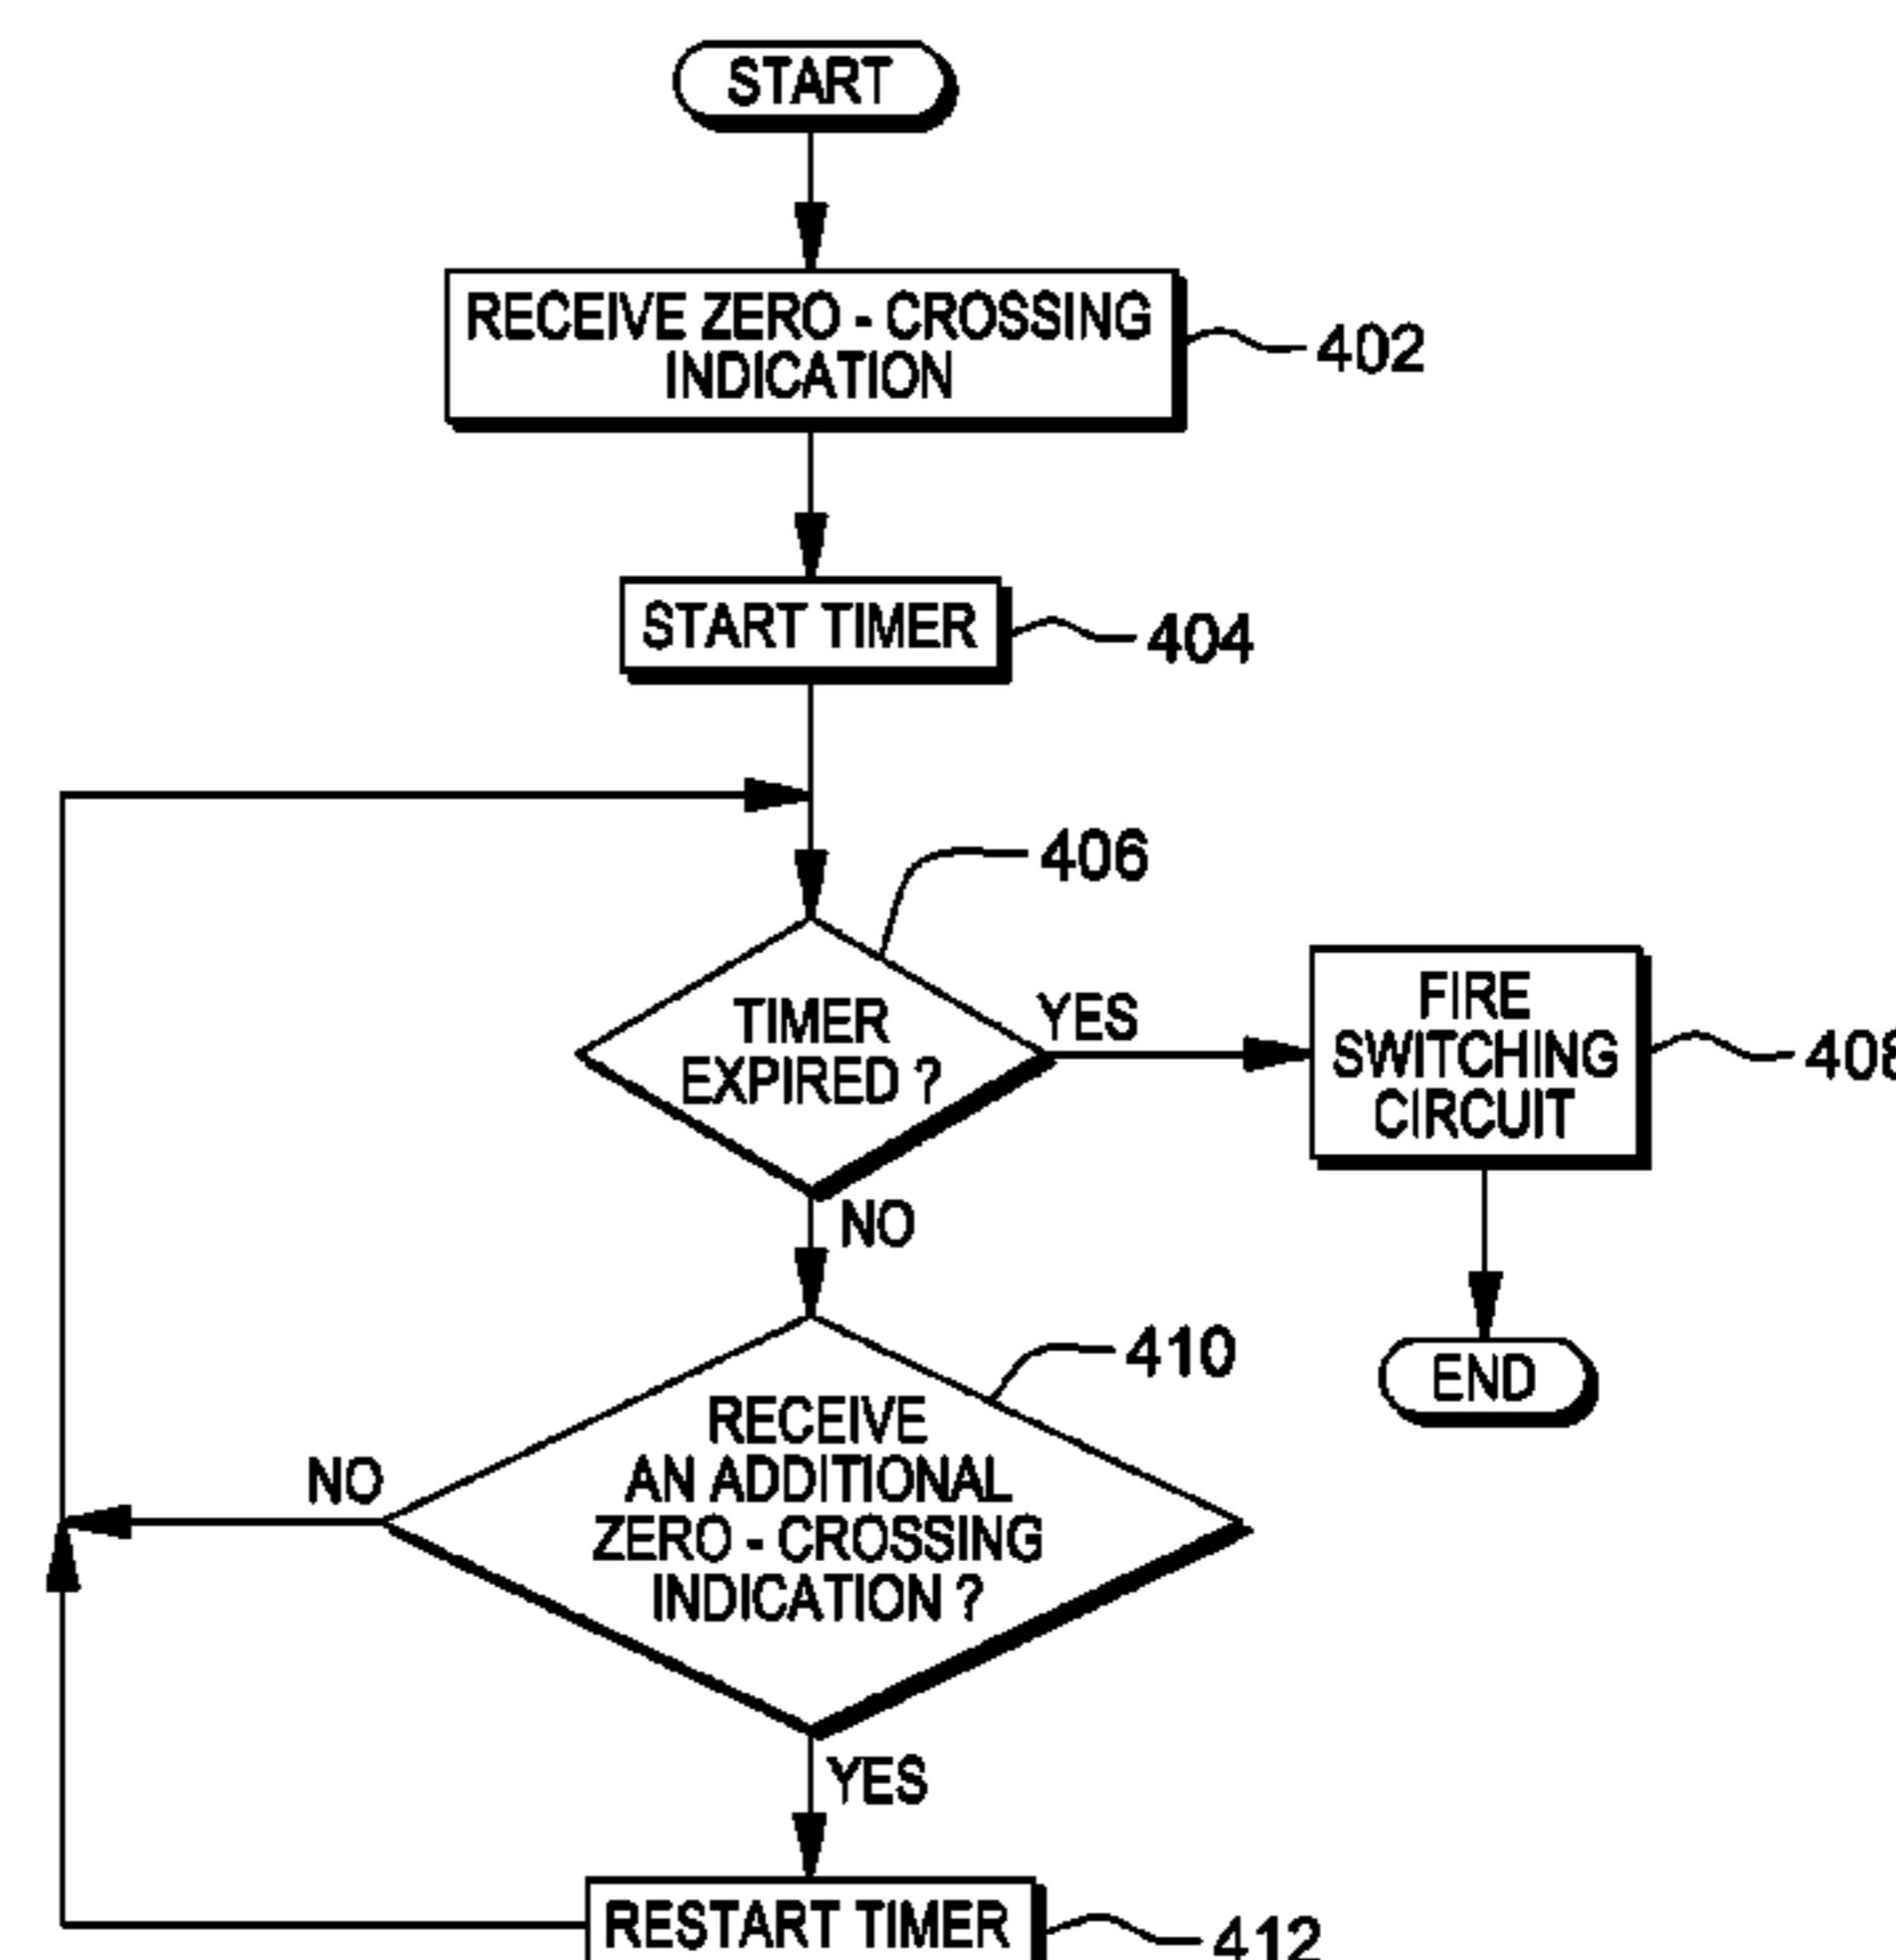 START
RECEIVE ZERO - CROSSING
INDICATION
402
START TIMER
404
406
TIMER
EXPIRED ?
YES
FIRE
SWITCHING
CIRCUIT
408
NO
END
410
RECEIVE
AN ADDITIONAL
ZERO - CROSSING
INDICATION ?
NO
YES
RESTART TIMER
412